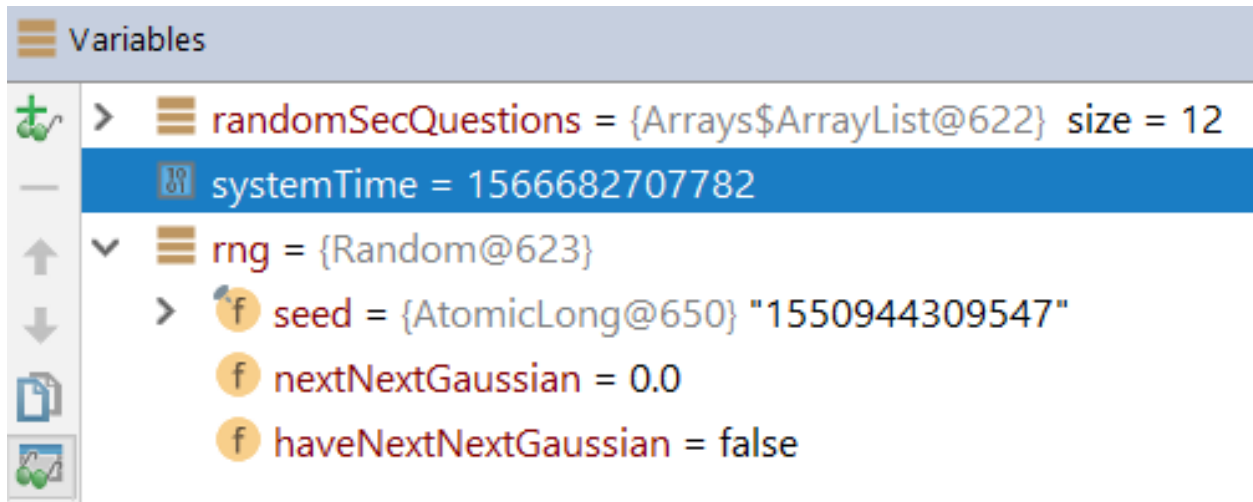 Variables
randomSecQuestions = {Arrays$ArrayList@622} size = 12
systemTime = 1566682707782
rng = {Random@623}
seed = {AtomicLong@650} "1550944309547"
nextNextGaussian = 0.0
haveNextNextGaussian = false